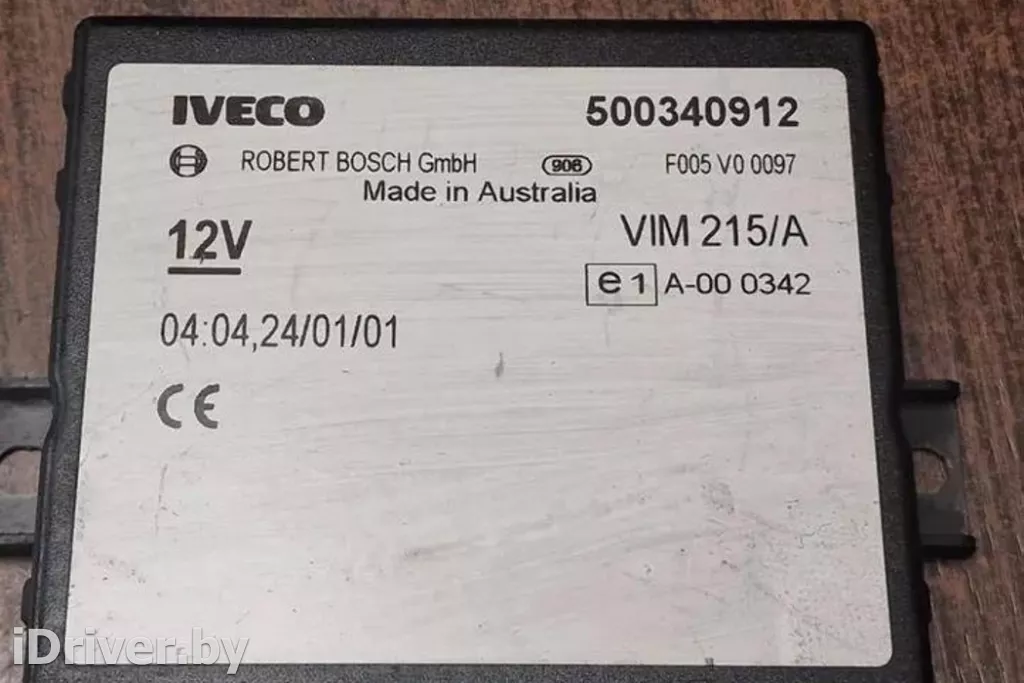 IVECO 500340912
ROBERT BOSCH GmbH 906 F005 V0 0097
Made in Australia
12V VIM 215/A
e1 A-00 0342
04:04,24/01/01
CE
iDriver.by